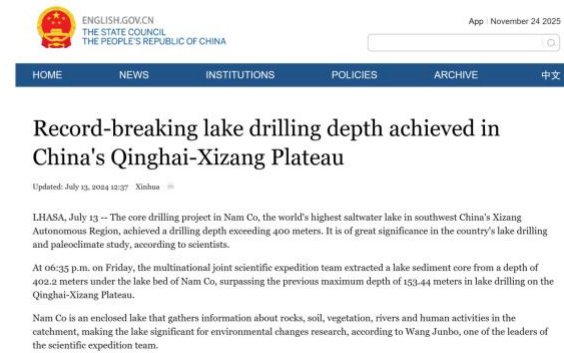 ENGLISH.GOV.CN
THE STATE COUNCIL
THE PEOPLE'S REPUBLIC OF CHINA
App | November 24 2025
HOME NEWS INSTITUTIONS POLICIES ARCHIVE 中文
Record-breaking lake drilling depth achieved in
China's Qinghai-Xizang Plateau
Updated: July 13, 2024 12:37 Xinhua
LHASA, July 13 -- The core drilling project in Nam Co, the world's highest saltwater lake in southwest China's Xizang
Autonomous Region, achieved a drilling depth exceeding 400 meters. It is of great significance in the country's lake drilling
and paleoclimate study, according to scientists.
At 06:35 p.m. on Friday, the multinational joint scientific expedition team extracted a lake sediment core from a depth of
402.2 meters under the lake bed of Nam Co, surpassing the previous maximum depth of 153.44 meters in lake drilling on the
Qinghai-Xizang Plateau.
Nam Co is an enclosed lake that gathers information about rocks, soil, vegetation, rivers and human activities in the
catchment, making the lake significant for environmental changes research, according to Wang Junbo, one of the leaders of
the scientific expedition team.